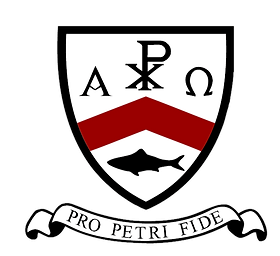 Α ☧ Ω
PRO PETRI FIDE